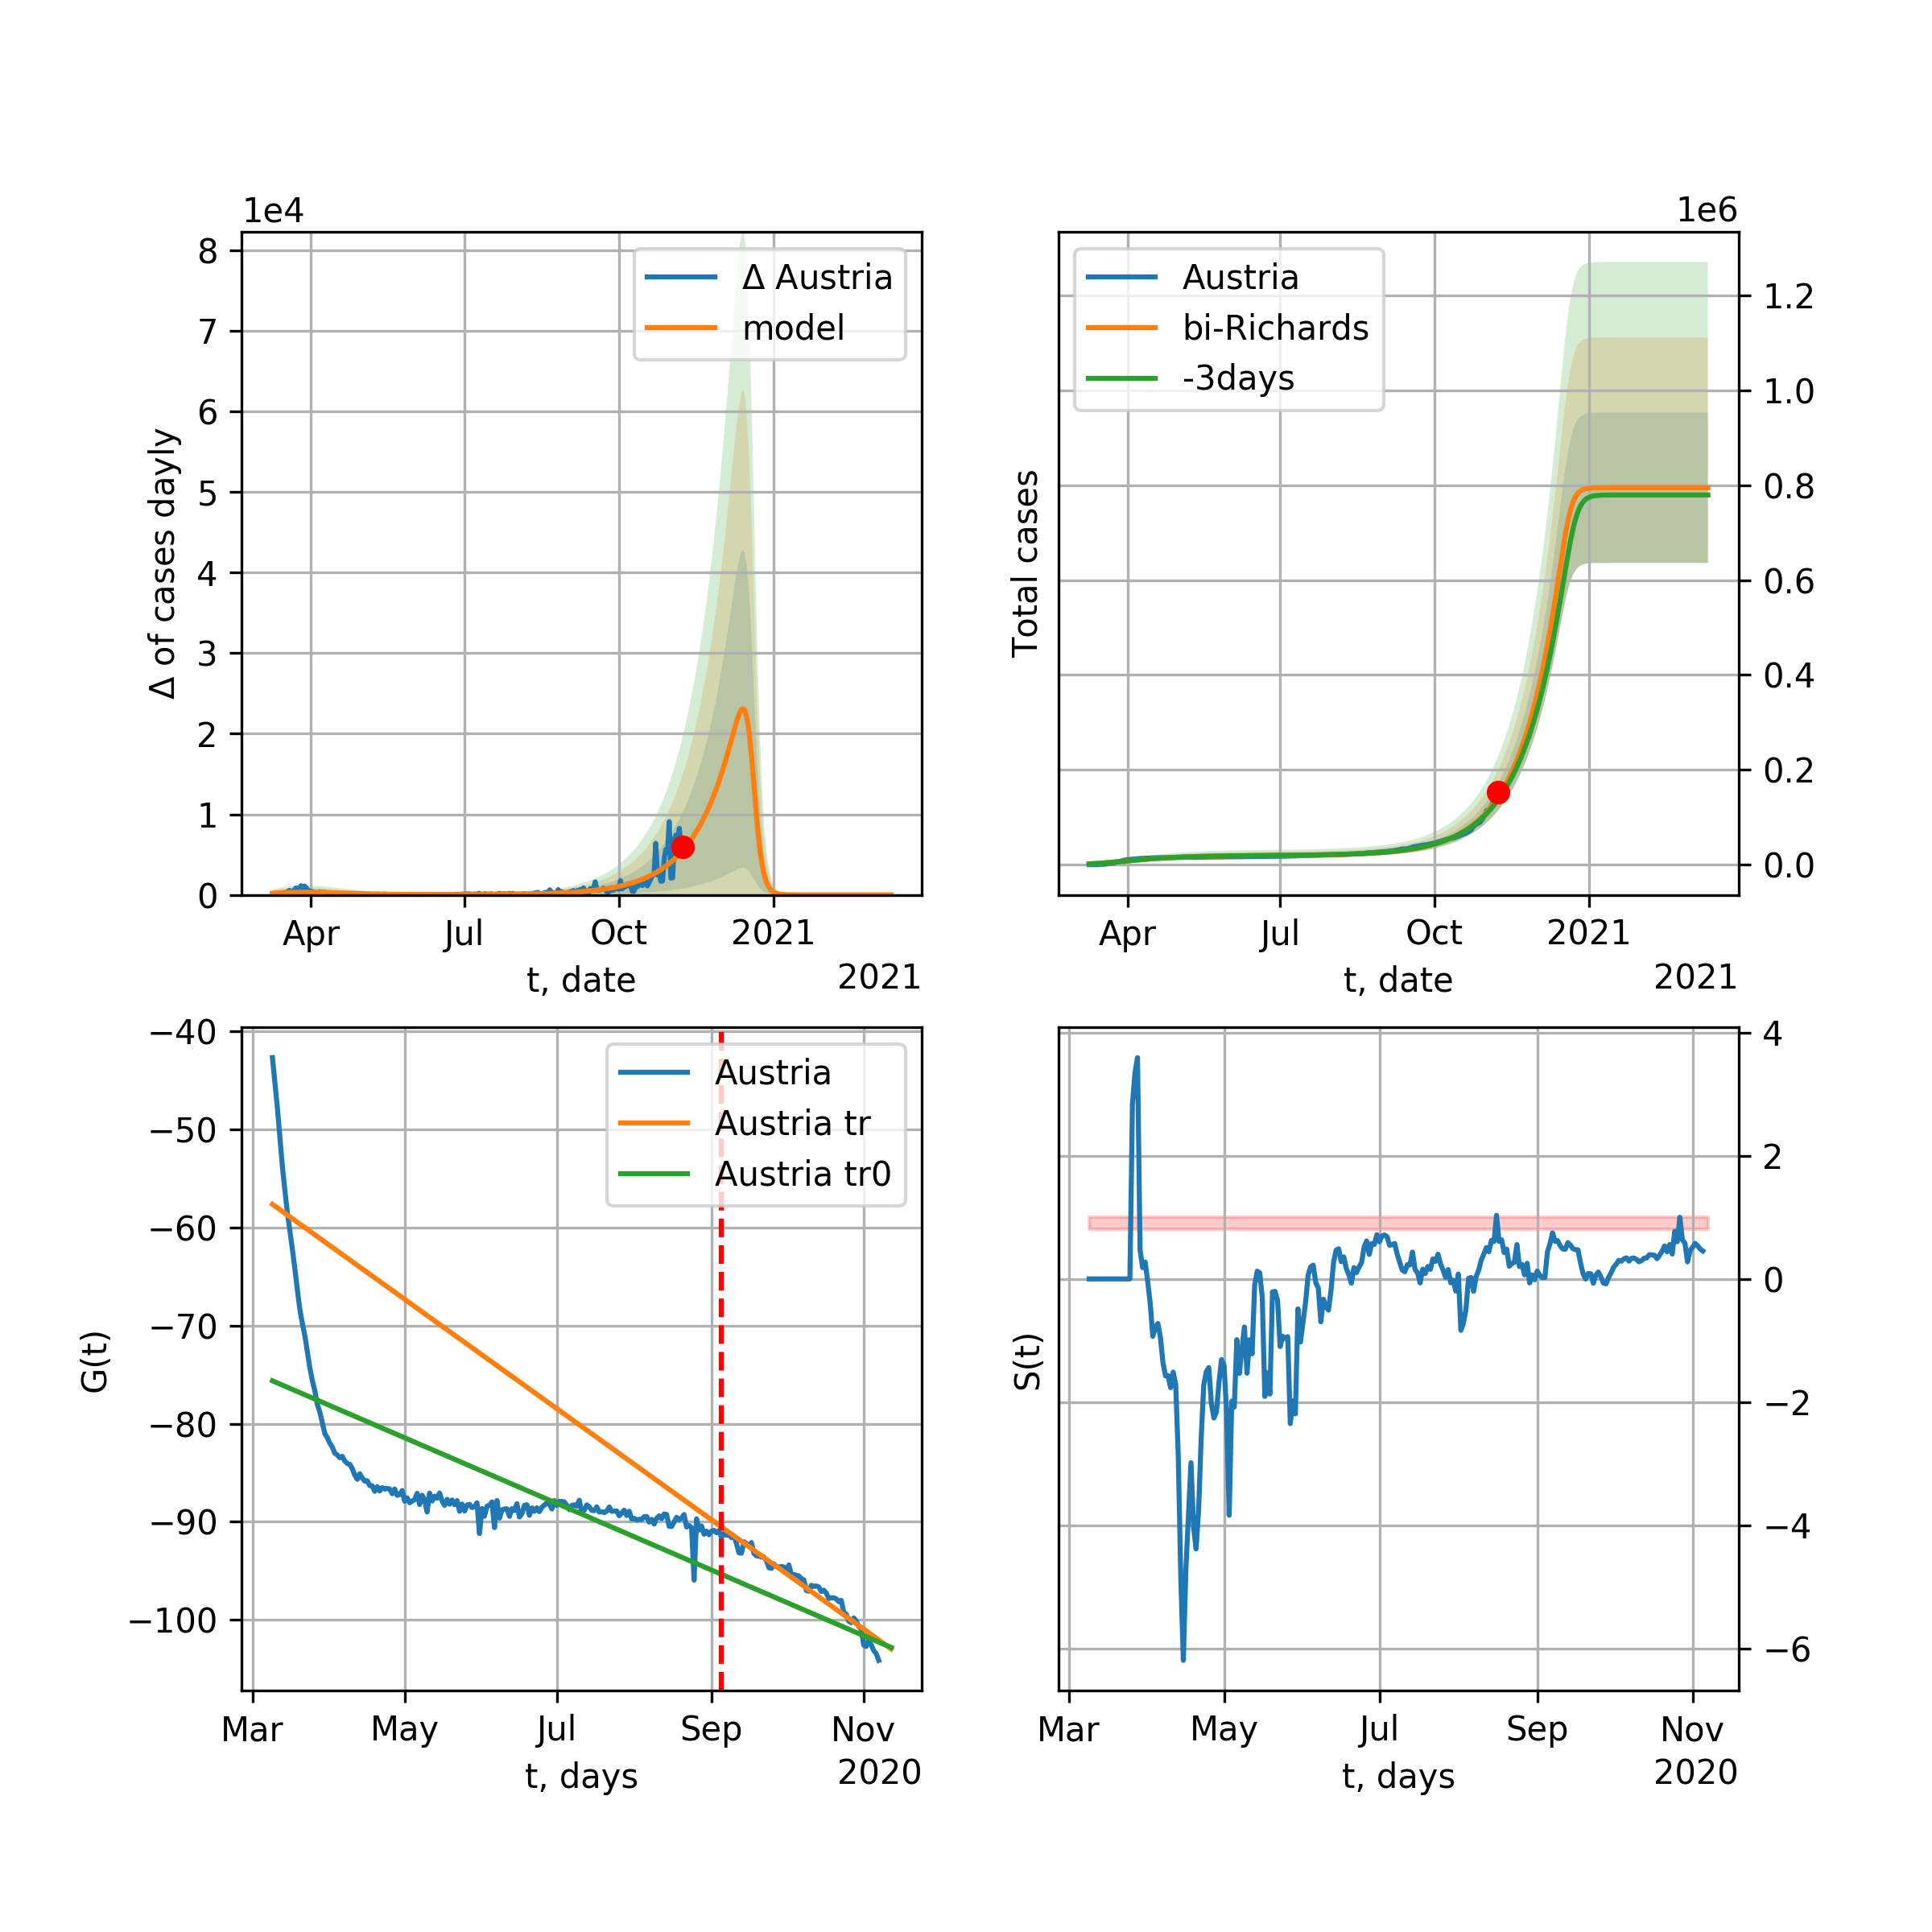 1e4
8
7
6
5
4
3
2
1
0
Δ of cases dayly
Δ Austria
model
Apr
Jul
Oct
2021
t, date
2021
1e6
Total cases
Austria
bi-Richards
-3days
1.2
1.0
0.8
0.6
0.4
0.2
0.0
Apr
Jul
Oct
2021
t, date
2021
−40
−50
−60
−70
−80
−90
−100
G(t)
Austria
Austria tr
Austria tr0
Mar
May
Jul
Sep
Nov
t, days
2020
S(t)
4
2
0
−2
−4
−6
Mar
May
Jul
Sep
Nov
t, days
2020